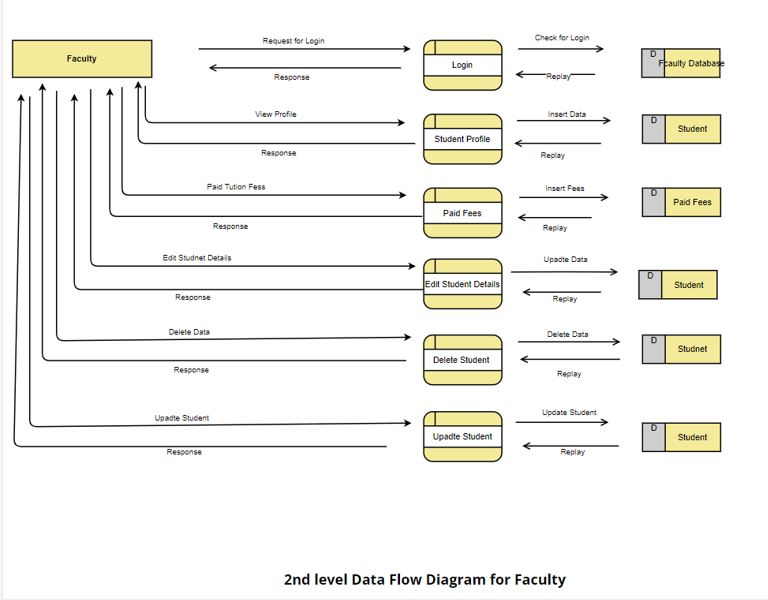 Faculty
Request for Login
Response
Login
Check for Login
Replay
D
Fcaulty Database
View Profile
Response
Student Profile
Insert Data
Replay
D
Student
Paid Tution Fess
Response
Paid Fees
Insert Fees
Replay
D
Paid Fees
Edit Studnet Details
Response
Edit Student Details
Upadte Data
Replay
D
Student
Delete Data
Response
Delete Student
Delete Data
Replay
D
Studnet
Upadte Student
Response
Upadte Student
Update Student
Replay
D
Student
2nd level Data Flow Diagram for Faculty